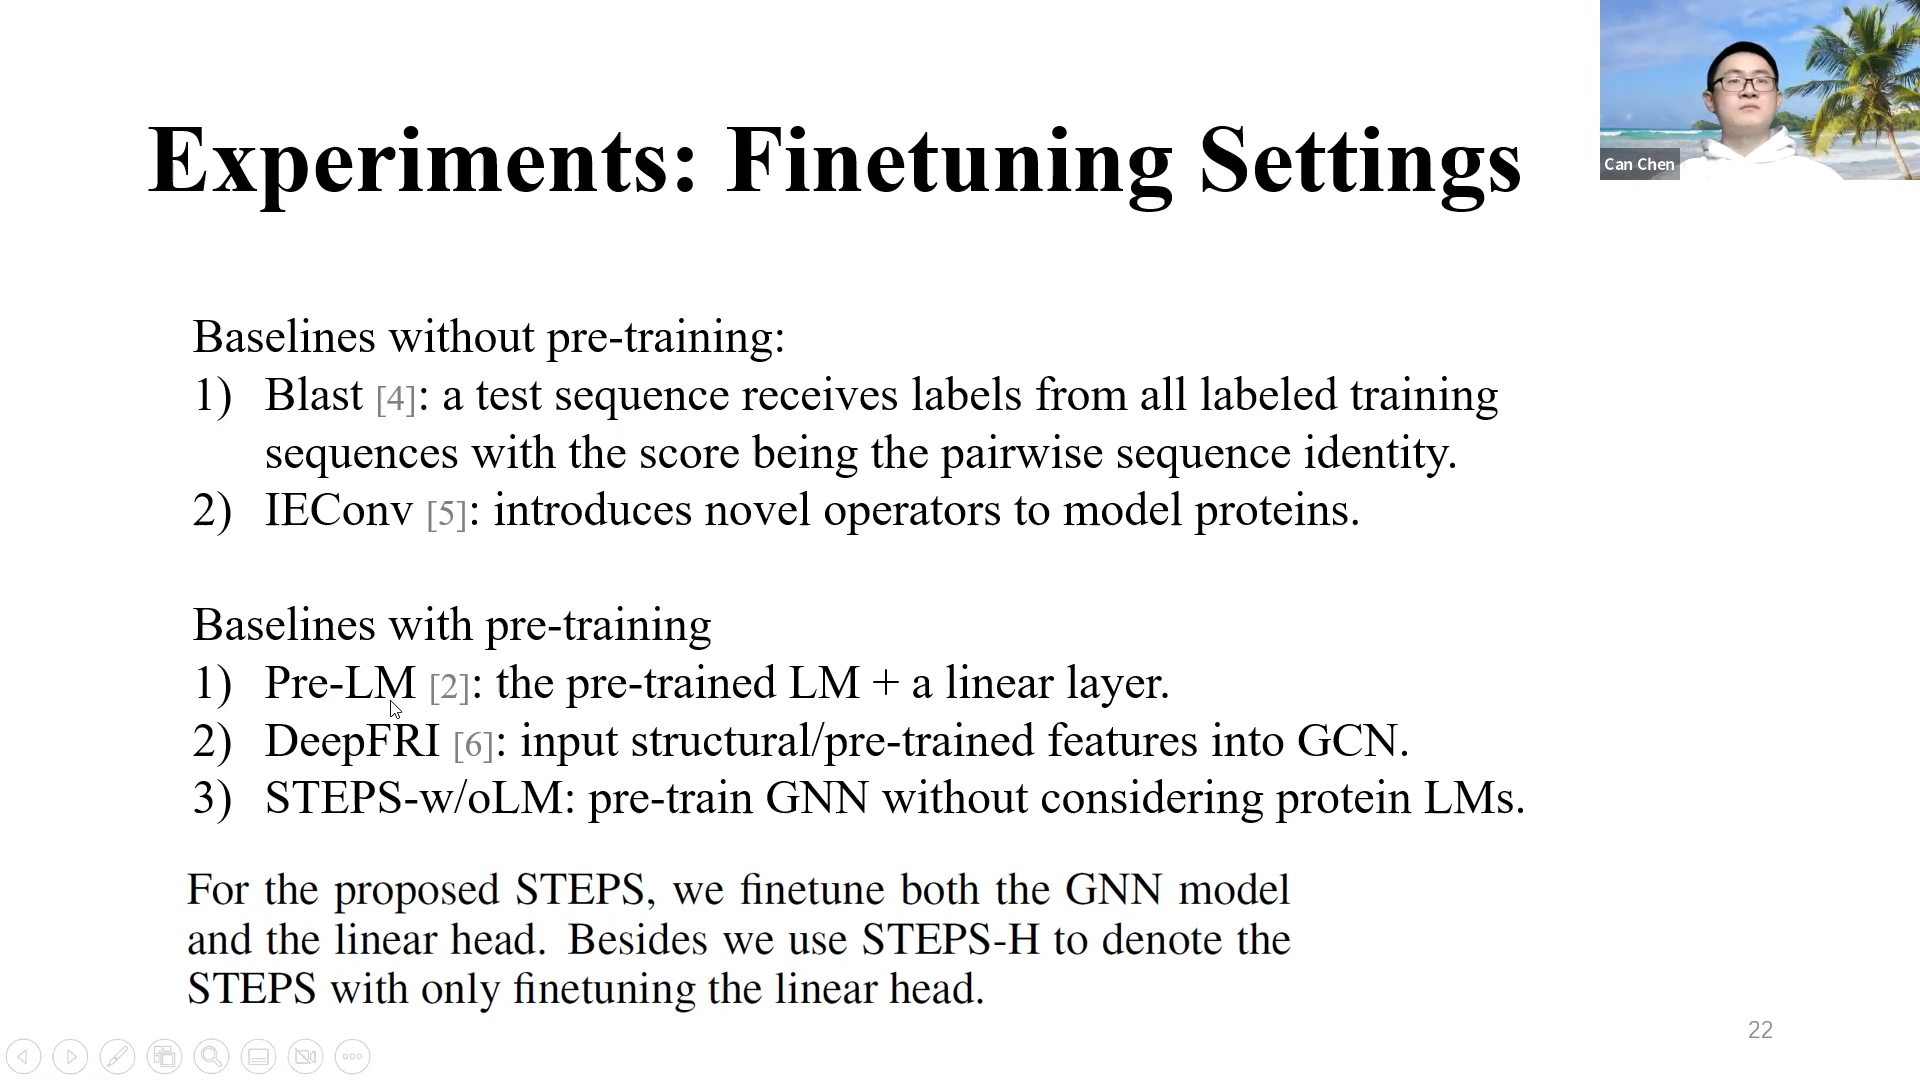 Experiments: Finetuning Settings
Can Chen
Baselines without pre-training:
1) Blast [4]: a test sequence receives labels from all labeled training
sequences with the score being the pairwise sequence identity.
2) IEConv [5]: introduces novel operators to model proteins.
Baselines with pre-training
1) Pre-LM [2]: the pre-trained LM + a linear layer.
2) DeepFRI [6]: input structural/pre-trained features into GCN.
3) STEPS-w/oLM: pre-train GNN without considering protein LMs.
For the proposed STEPS, we finetune both the GNN model
and the linear head. Besides we use STEPS-H to denote the
STEPS with only finetuning the linear head.
22